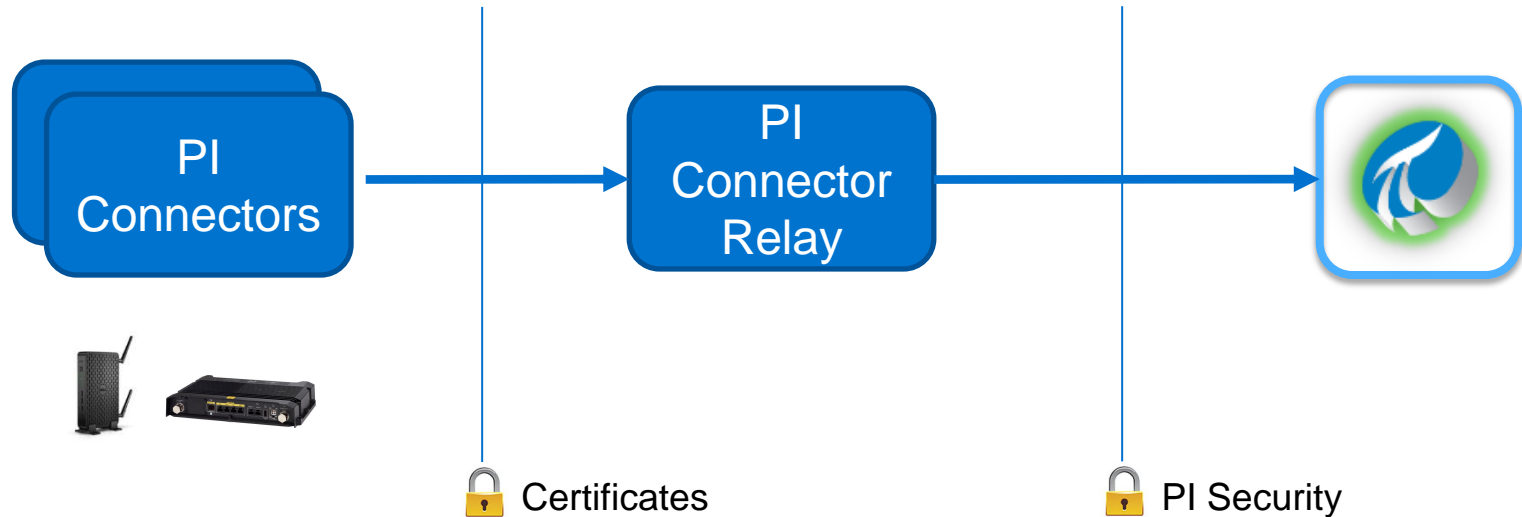 PI
Connectors
PI
Connector
Relay
Certificates
PI Security